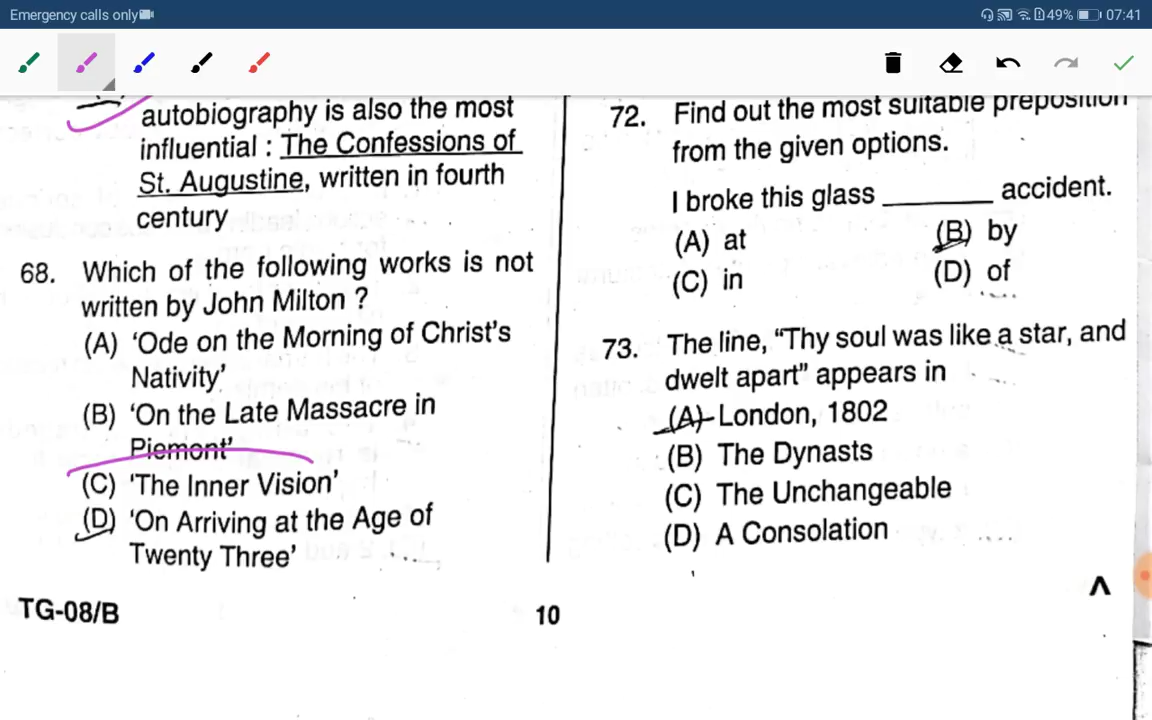 Emergency calls only
49% 07:41
autobiography is also the most
influential : The Confessions of
St. Augustine, written in fourth
century
68. Which of the following works is not
written by John Milton ?
(A) 'Ode on the Morning of Christ's
Nativity'
(B) 'On the Late Massacre in
Piemont'
(C) 'The Inner Vision'
(D) 'On Arriving at the Age of
Twenty Three'
TG-08/B
10
72. Find out the most suitable preposition
from the given options.
I broke this glass ________ accident.
(A) at (B) by
(C) in (D) of
73. The line, "Thy soul was like a star, and
dwelt apart" appears in
(A) London, 1802
(B) The Dynasts
(C) The Unchangeable
(D) A Consolation